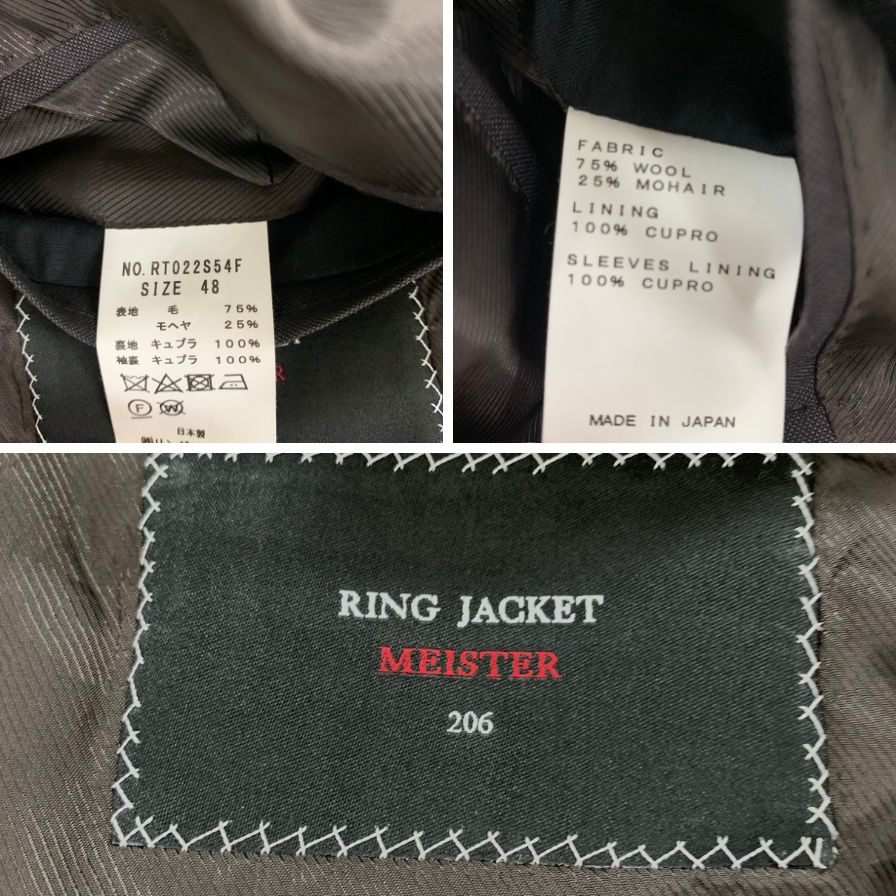 NO. RT022S54F
SIZE 48
表地 毛 75%
モヘヤ 25%
裏地 キュプラ 100%
袖裏 キュプラ 100%
F W
日本製
R
FABRIC
75% WOOL
25% MOHAIR
LINING
100% CUPRO
SLEEVES LINING
100% CUPRO
MADE IN JAPAN
RING JACKET
MEISTER
206